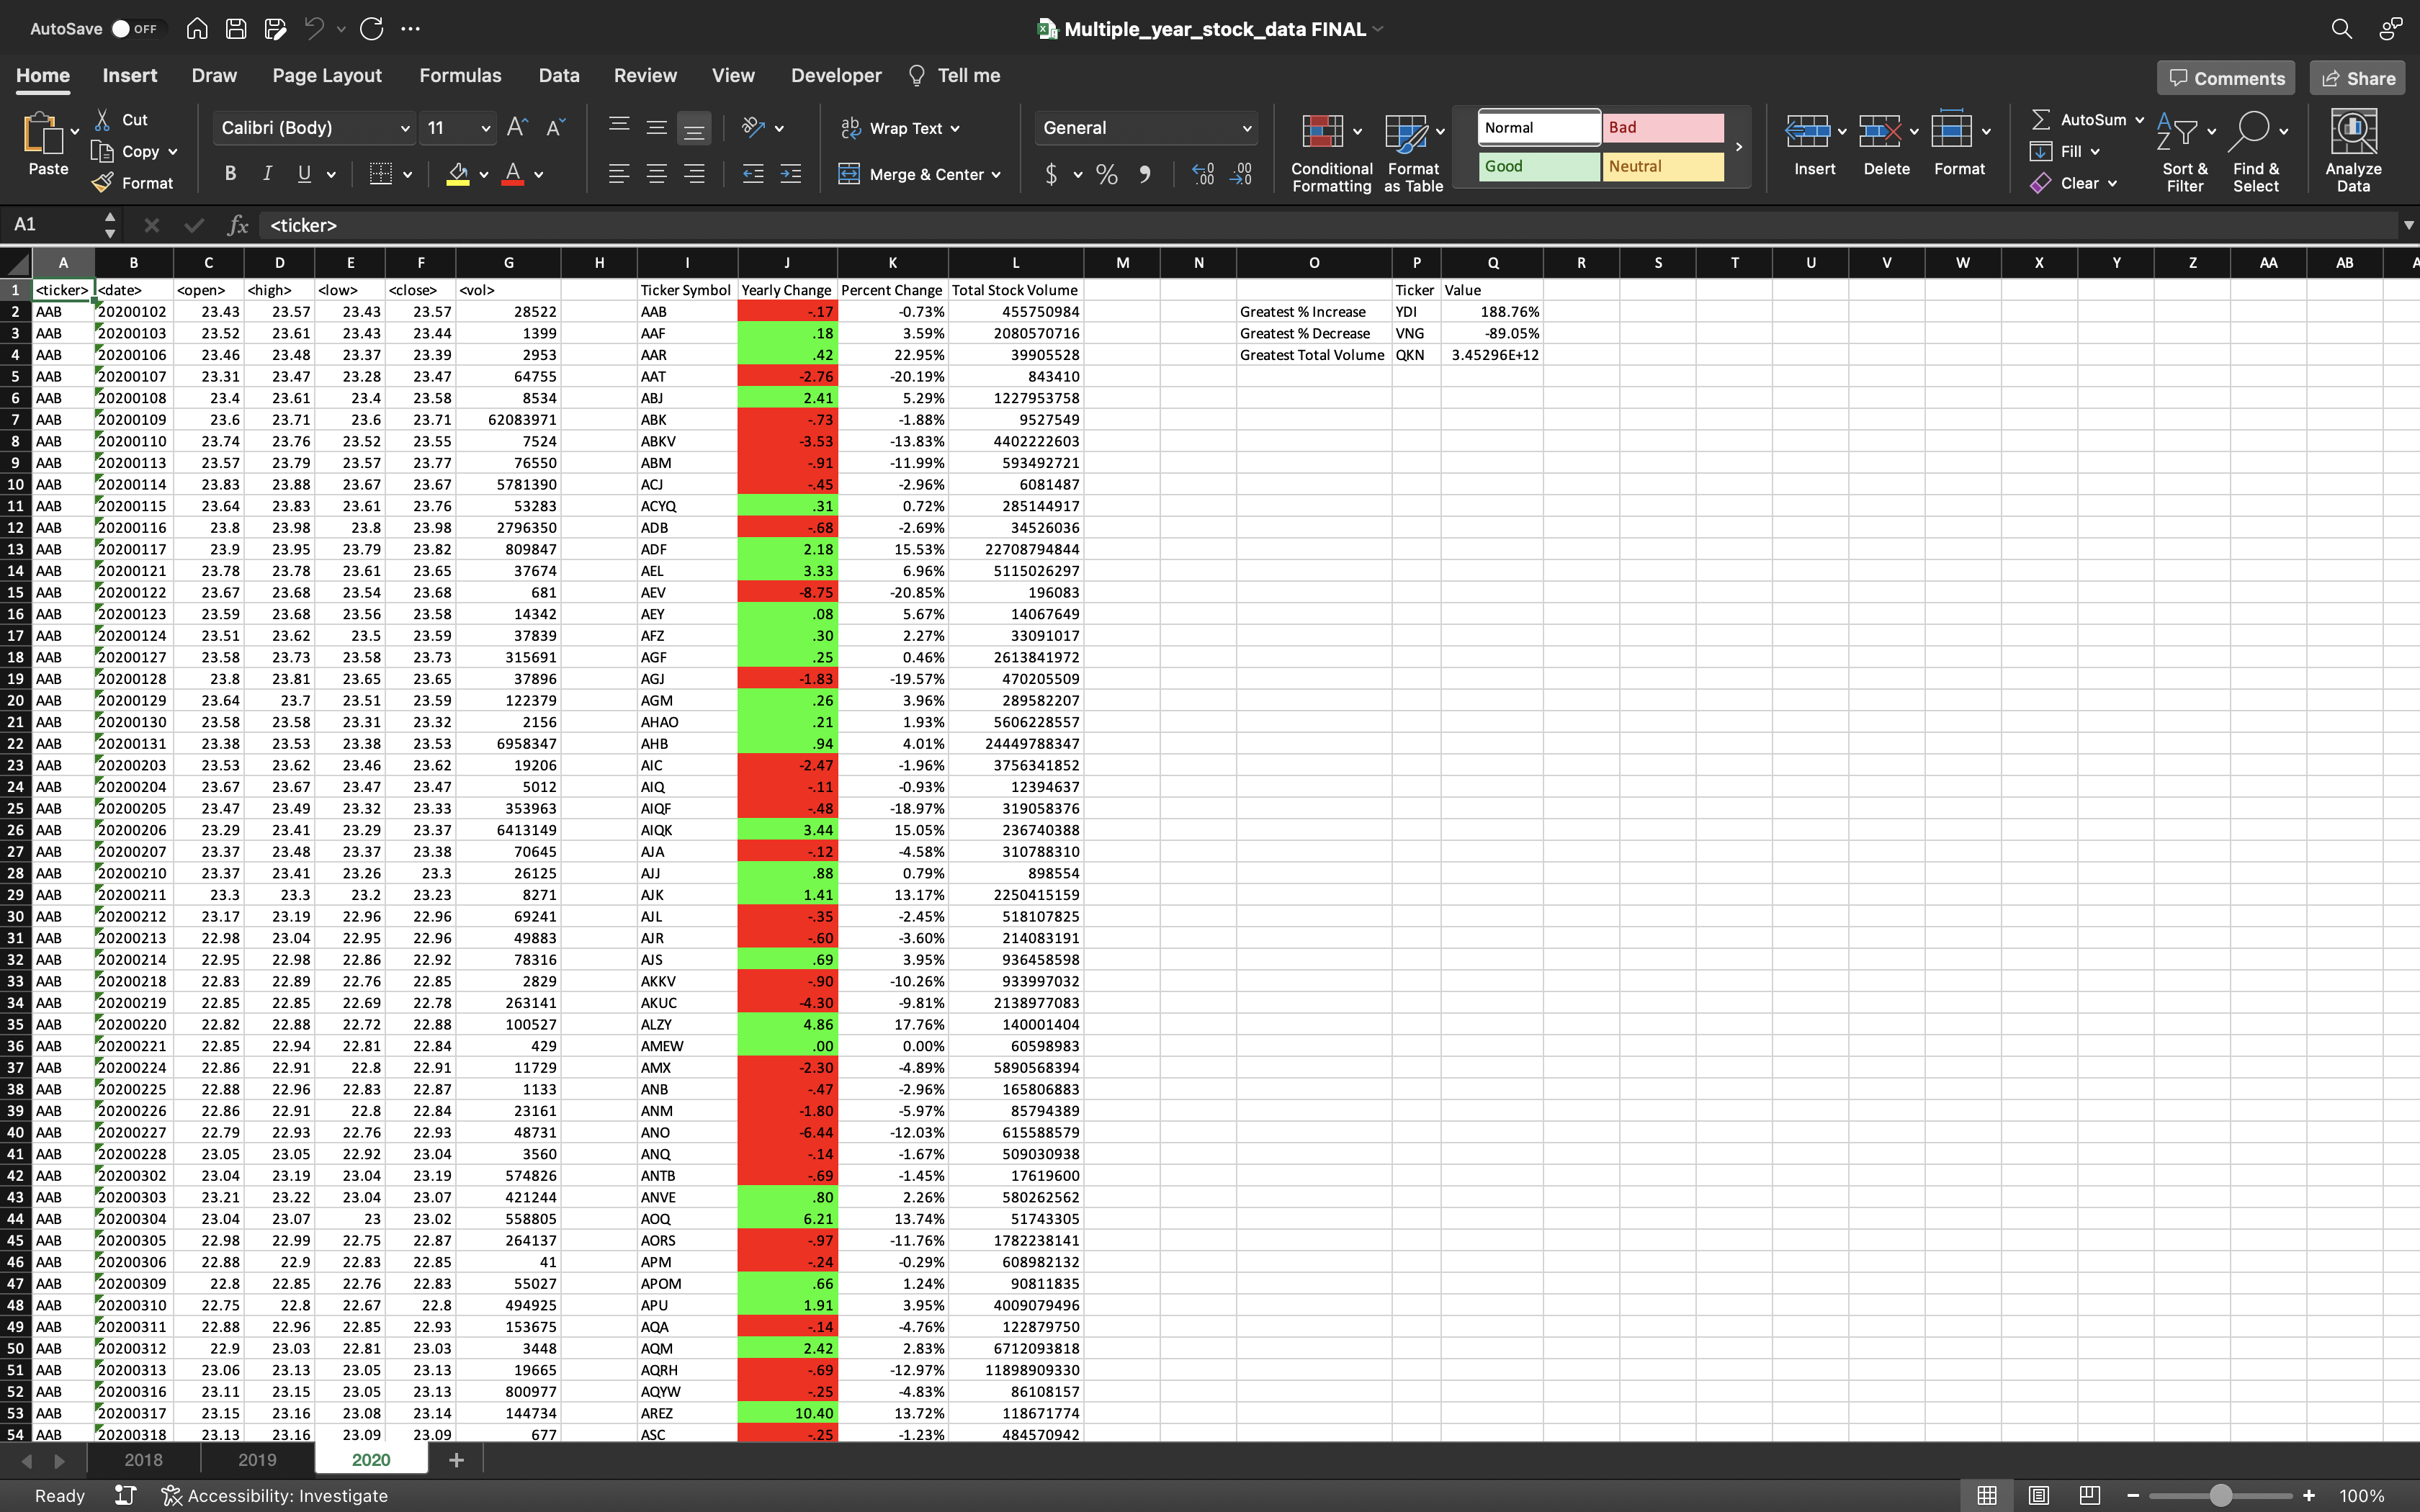 AutoSave OFF Multiple_year_stock_data FINAL
Home Insert Draw Page Layout Formulas Data Review View Developer Tell me Comments Share
Paste Cut Copy Format
Calibri (Body) 11 A^ Aˇ
B I U A
ab Wrap Text
Merge & Center
General
$ % 9 .00 .00
Conditional Formatting
Format as Table
Normal Bad
Good Neutral
Insert Delete Format
AutoSum
Fill
Clear
Sort & Filter
Find & Select
Analyze Data
A1 fx <ticker>
A B C D E F G H I J K L M N O P Q R S T U V W X Y Z AA AB
1 <ticker> <date> <open> <high> <low> <close> <vol> Ticker Symbol Yearly Change Percent Change Total Stock Volume Ticker Value
2 AAB 20200102 23.43 23.57 23.43 23.57 28522 AAB -.17 -0.73% 455750984 Greatest % Increase YDI 188.76%
3 AAB 20200103 23.52 23.61 23.43 23.44 1399 AAF .18 3.59% 2080570716 Greatest % Decrease VNG -89.05%
4 AAB 20200106 23.46 23.48 23.37 23.39 2953 AAR .42 22.95% 39905528 Greatest Total Volume QKN 3.45296E+12
5 AAB 20200107 23.31 23.47 23.28 23.47 64755 AAT -2.76 -20.19% 843410
6 AAB 20200108 23.4 23.61 23.4 23.58 8534 ABJ 2.41 5.29% 1227953758
7 AAB 20200109 23.6 23.71 23.6 23.71 62083971 ABK -.73 -1.88% 9527549
8 AAB 20200110 23.74 23.76 23.52 23.55 7524 ABKV -3.53 -13.83% 4402222603
9 AAB 20200113 23.57 23.79 23.57 23.77 76550 ABM -.91 -11.99% 593492721
10 AAB 20200114 23.83 23.88 23.67 23.67 5781390 ACJ -.45 -2.96% 6081487
11 AAB 20200115 23.64 23.83 23.61 23.76 53283 ACYQ .31 0.72% 285144917
12 AAB 20200116 23.8 23.98 23.8 23.98 2796350 ADB -.68 -2.69% 34526036
13 AAB 20200117 23.9 23.95 23.79 23.82 809847 ADF 2.18 15.53% 22708794844
14 AAB 20200121 23.78 23.78 23.61 23.65 37674 AEL 3.33 6.96% 5115026297
15 AAB 20200122 23.67 23.68 23.54 23.68 681 AEV -8.75 -20.85% 196083
16 AAB 20200123 23.59 23.68 23.56 23.58 14342 AEY .08 5.67% 14067649
17 AAB 20200124 23.51 23.62 23.5 23.59 37839 AFZ .30 2.27% 33091017
18 AAB 20200127 23.58 23.73 23.58 23.73 315691 AGF .25 0.46% 2613841972
19 AAB 20200128 23.8 23.81 23.65 23.65 37896 AGJ -1.83 -19.57% 470205509
20 AAB 20200129 23.64 23.7 23.51 23.59 122379 AGM .26 3.96% 289582207
21 AAB 20200130 23.58 23.58 23.31 23.32 2156 AHAO .21 1.93% 5606228557
22 AAB 20200131 23.38 23.53 23.38 23.53 6958347 AHB .94 4.01% 24449788347
23 AAB 20200203 23.53 23.62 23.46 23.62 19206 AIC -2.47 -1.96% 3756341852
24 AAB 20200204 23.67 23.67 23.47 23.47 5012 AIQ -.11 -0.93% 12394637
25 AAB 20200205 23.47 23.49 23.32 23.33 353963 AIQF -.48 -18.97% 319058376
26 AAB 20200206 23.29 23.41 23.29 23.37 6413149 AIQK 3.44 15.05% 236740388
27 AAB 20200207 23.37 23.48 23.37 23.38 70645 AJA -.12 -4.58% 310788310
28 AAB 20200210 23.37 23.41 23.26 23.3 26125 AJJ .88 0.79% 898554
29 AAB 20200211 23.3 23.3 23.2 23.23 8271 AJK 1.41 13.17% 2250415159
30 AAB 20200212 23.17 23.19 22.96 22.96 69241 AJL -.35 -2.45% 518107825
31 AAB 20200213 22.98 23.04 22.95 22.96 49883 AJR -.60 -3.60% 214083191
32 AAB 20200214 22.95 22.98 22.86 22.92 78316 AJS .69 3.95% 936458598
33 AAB 20200218 22.83 22.89 22.76 22.85 2829 AKKV -.90 -10.26% 933997032
34 AAB 20200219 22.85 22.85 22.69 22.78 263141 AKUC -4.30 -9.81% 2138977083
35 AAB 20200220 22.82 22.88 22.72 22.88 100527 ALZY 4.86 17.76% 140001404
36 AAB 20200221 22.85 22.94 22.81 22.84 429 AMEW .00 0.00% 60598983
37 AAB 20200224 22.86 22.91 22.8 22.91 11729 AMX -2.30 -4.89% 5890568394
38 AAB 20200225 22.88 22.96 22.83 22.87 1133 ANB -.47 -2.96% 165806883
39 AAB 20200226 22.86 22.91 22.8 22.84 23161 ANM -1.80 -5.97% 85794389
40 AAB 20200227 22.79 22.93 22.76 22.93 48731 ANO -6.44 -12.03% 615588579
41 AAB 20200228 23.05 23.05 22.92 23.04 3560 ANQ -.14 -1.67% 509030938
42 AAB 20200302 23.04 23.19 23.04 23.19 574826 ANTB -.69 -1.45% 17619600
43 AAB 20200303 23.21 23.22 23.04 23.07 421244 ANVE .80 2.26% 580262562
44 AAB 20200304 23.04 23.07 23 23.02 558805 AOQ 6.21 13.74% 51743305
45 AAB 20200305 22.98 22.99 22.75 22.87 264137 AORS -.97 -11.76% 1782238141
46 AAB 20200306 22.88 22.9 22.83 22.85 41 APM -.24 -0.29% 608982132
47 AAB 20200309 22.8 22.85 22.76 22.83 55027 APOM .66 1.24% 90811835
48 AAB 20200310 22.75 22.8 22.67 22.8 494925 APU 1.91 3.95% 4009079496
49 AAB 20200311 22.88 22.96 22.85 22.93 153675 AQA -.14 -4.76% 122879750
50 AAB 20200312 22.9 23.03 22.81 23.03 3448 AQM 2.42 2.83% 6712093818
51 AAB 20200313 23.06 23.13 23.05 23.13 19665 AQRH -.69 -12.97% 11898909330
52 AAB 20200316 23.11 23.15 23.05 23.13 800977 AQYW -.25 -4.83% 86108157
53 AAB 20200317 23.15 23.16 23.08 23.14 144734 AREZ 10.40 13.72% 118671774
54 AAB 20200318 23.13 23.16 23.09 23.09 677 ASC -.25 -1.23% 484570942
2018 2019 2020 +
Ready Accessibility: Investigate 100%